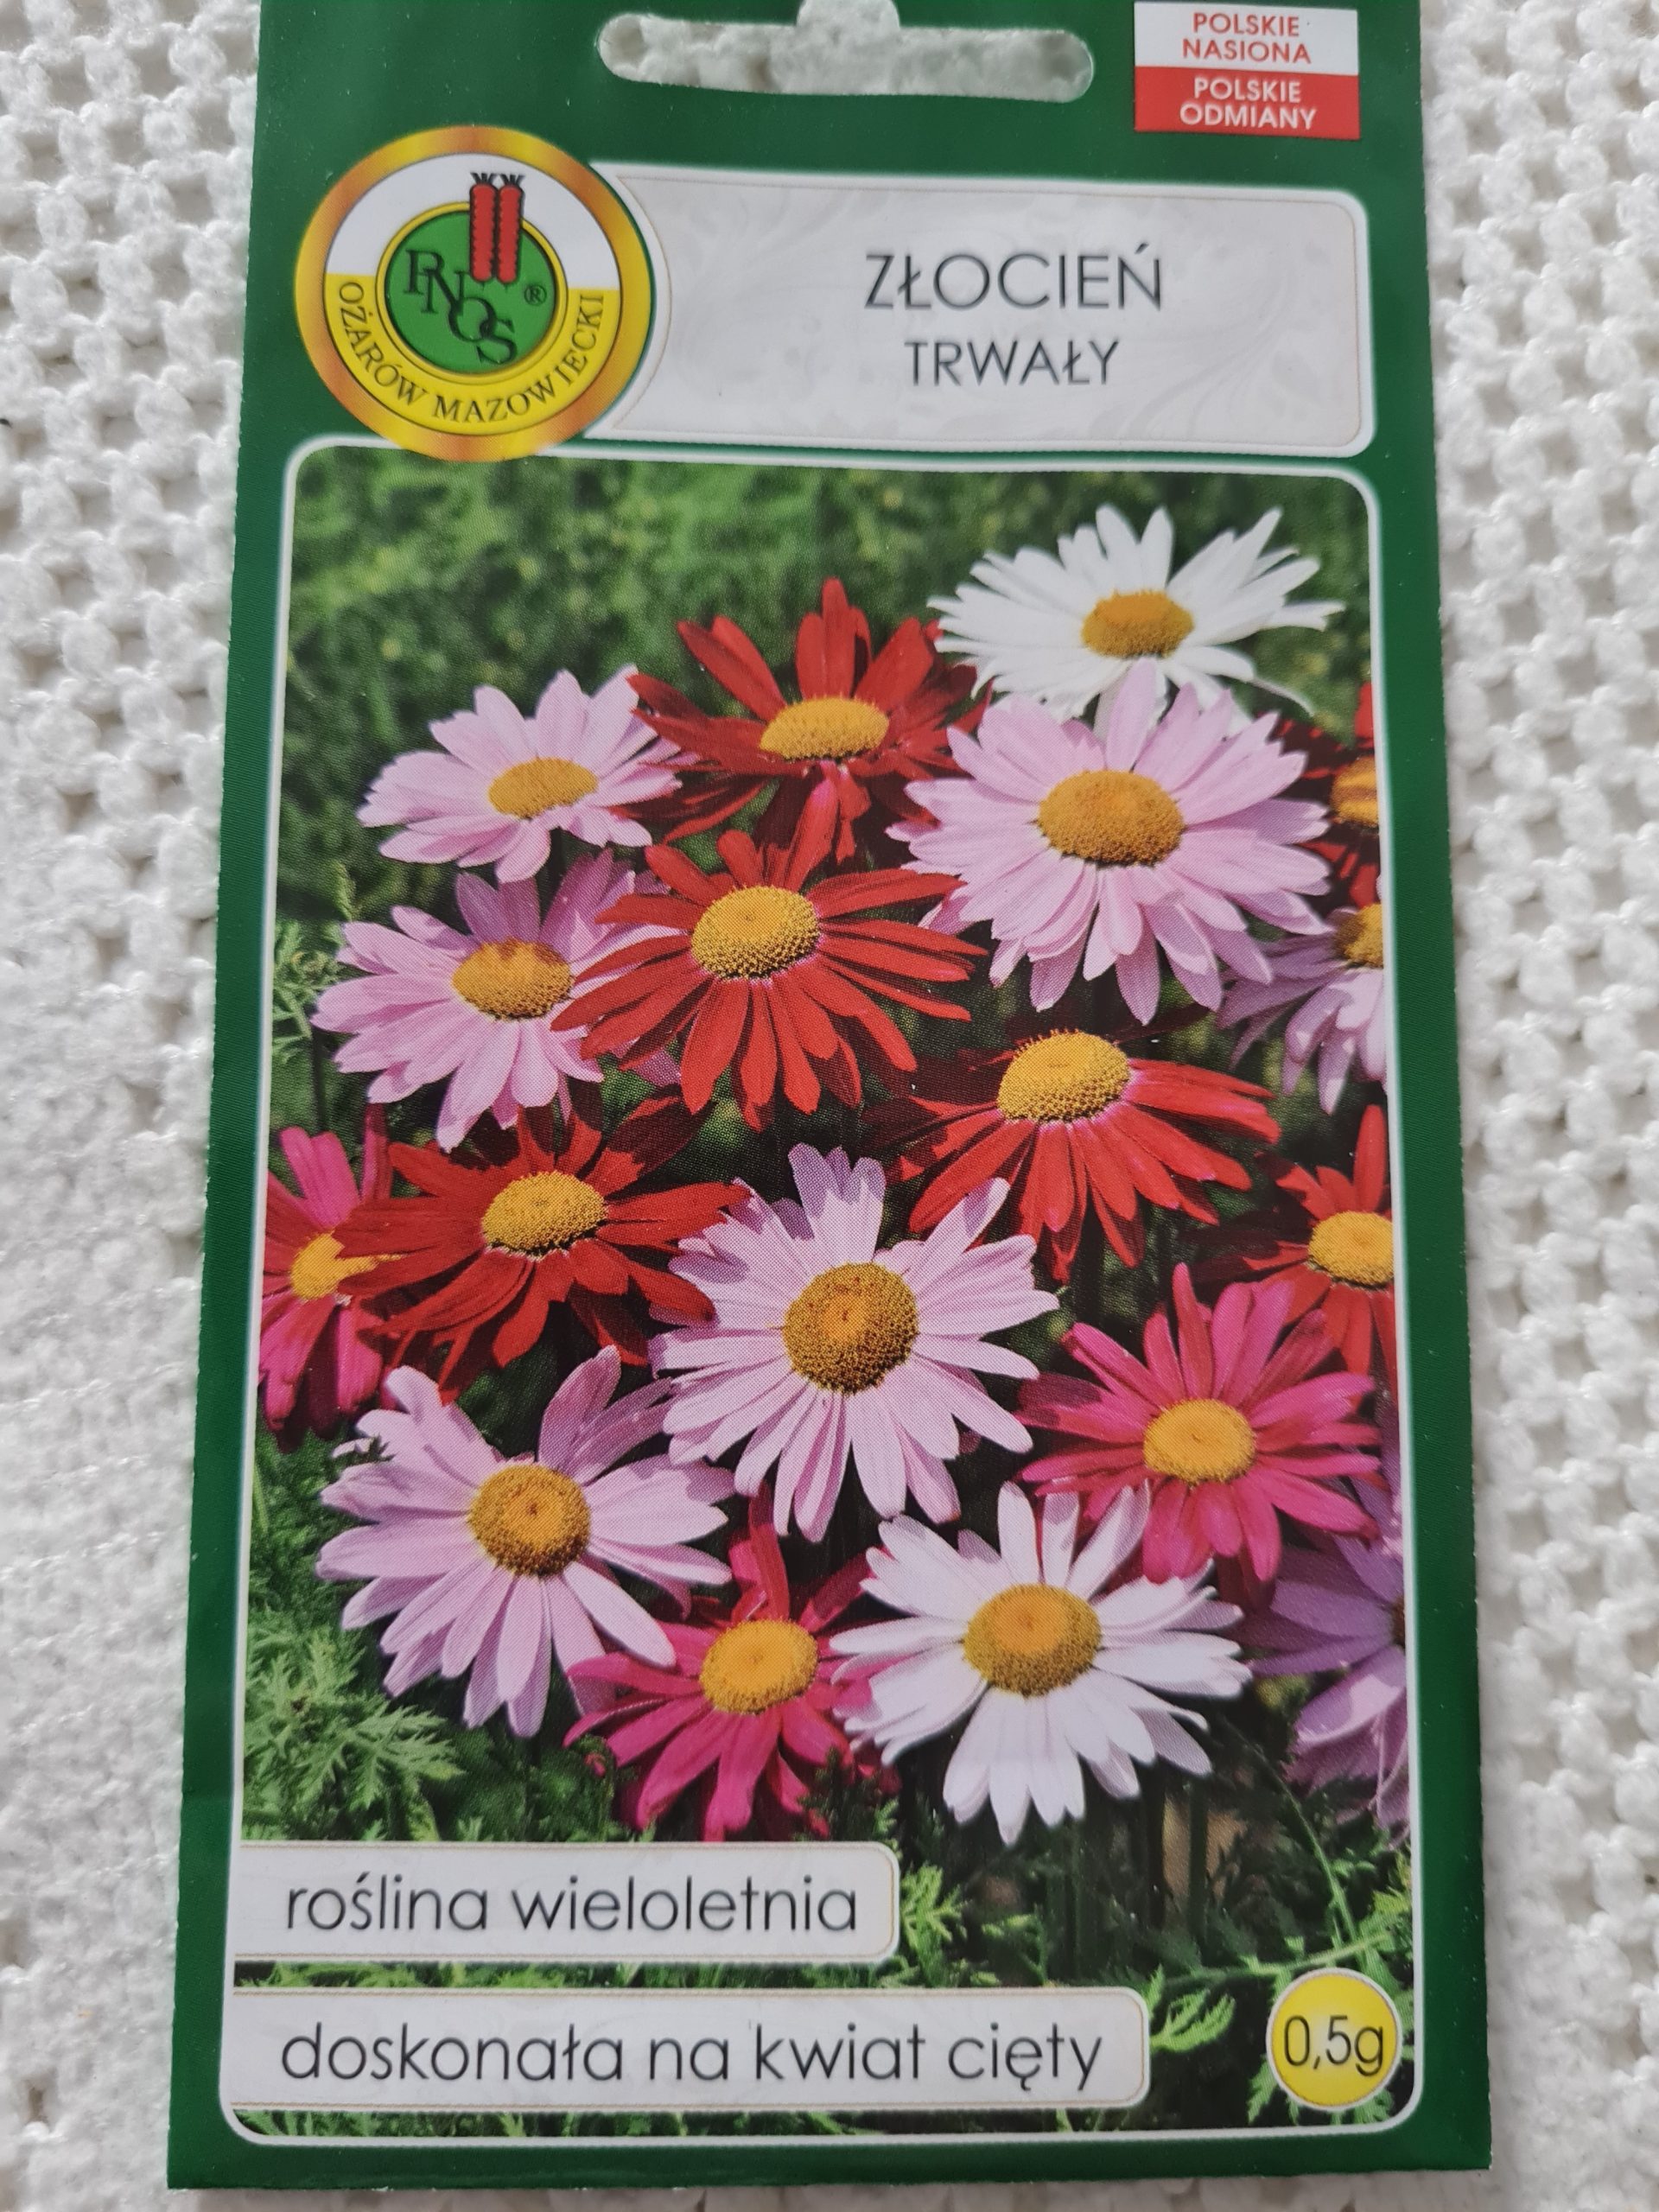 POLSKIE
NASIONA
POLSKIE
ODMIANY
PNOS®
OŻARÓW MAZOWIECKI
ZŁOCIEŃ
TRWAŁY
roślina wieloletnia
doskonała na kwiat cięty
0,5g